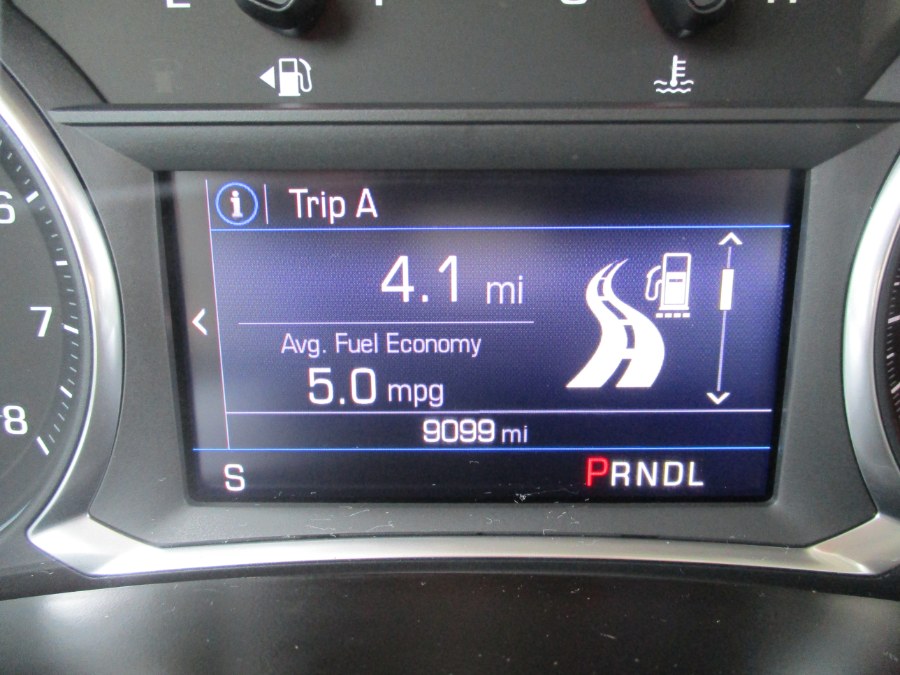 E F C H
Trip A
4.1 mi
Avg. Fuel Economy
5.0 mpg
9099 mi
S PRNDL
6
7
8